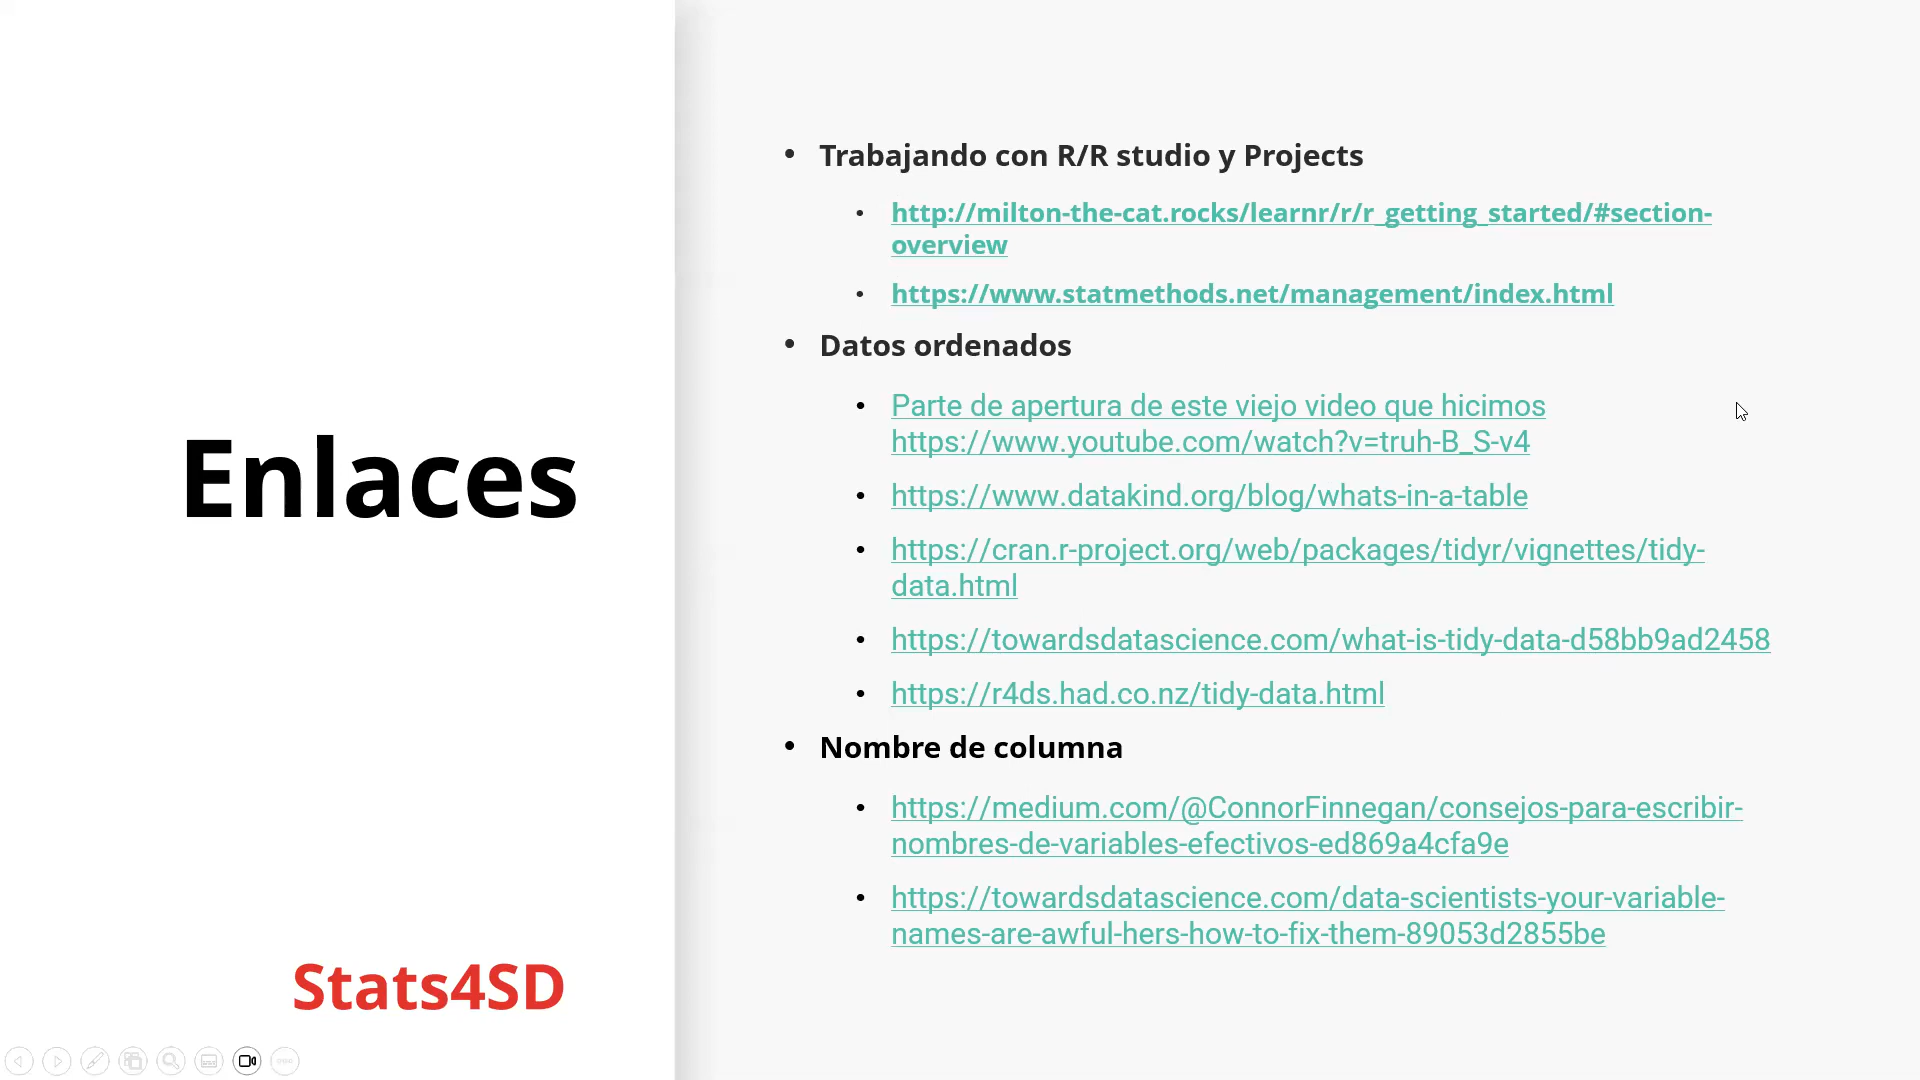 Enlaces
Stats4SD
• Trabajando con R/R studio y Projects
• http://milton-the-cat.rocks/learnr/r/r_getting_started/#section-
overview
• https://www.statmethods.net/management/index.html
• Datos ordenados
• Parte de apertura de este viejo video que hicimos
https://www.youtube.com/watch?v=truh-B_S-v4
• https://www.datakind.org/blog/whats-in-a-table
• https://cran.r-project.org/web/packages/tidyr/vignettes/tidy-
data.html
• https://towardsdatascience.com/what-is-tidy-data-d58bb9ad2458
• https://r4ds.had.co.nz/tidy-data.html
• Nombre de columna
• https://medium.com/@ConnorFinnegan/consejos-para-escribir-
nombres-de-variables-efectivos-ed869a4cfa9e
• https://towardsdatascience.com/data-scientists-your-variable-
names-are-awful-hers-how-to-fix-them-89053d2855be